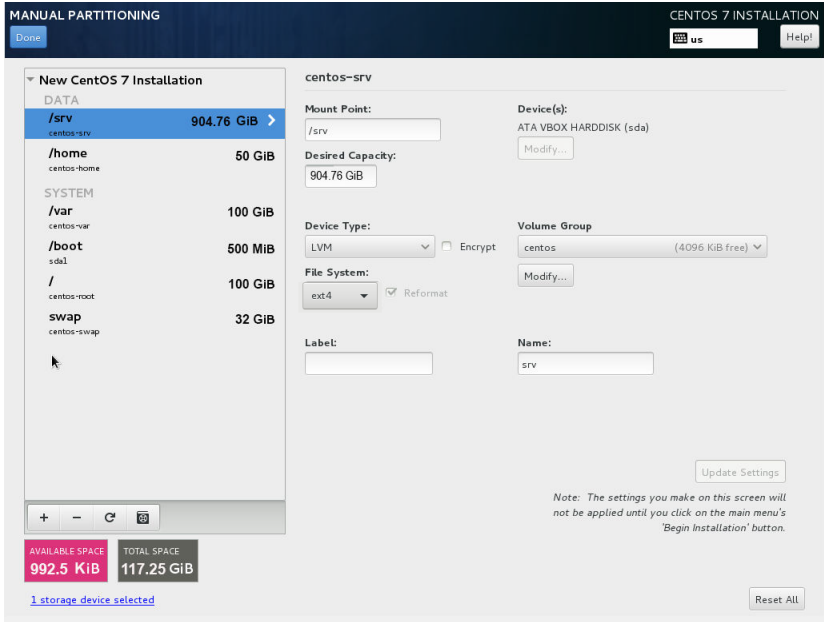 MANUAL PARTITIONING
CENTOS 7 INSTALLATION
Done
us
Help!
New CentOS 7 Installation
DATA
/srv 904.76 GiB
centos-srv
/home 50 GiB
centos-home
SYSTEM
/var 100 GiB
centos-var
/boot 500 MiB
sda1
/ 100 GiB
centos-root
swap 32 GiB
centos-swap
AVAILABLE SPACE
992.5 KiB
TOTAL SPACE
117.25 GiB
1 storage device selected
centos-srv
Mount Point:
/srv
Device(s):
ATA VBOX HARDDISK (sda)
Modify...
Desired Capacity:
904.76 GiB
Device Type:
LVM
Encrypt
Volume Group
centos (4096 KiB free)
Modify...
File System:
ext4
Reformat
Label:
Name:
srv
Update Settings
Note: The settings you make on this screen will
not be applied until you click on the main menu's
'Begin Installation' button.
Reset All